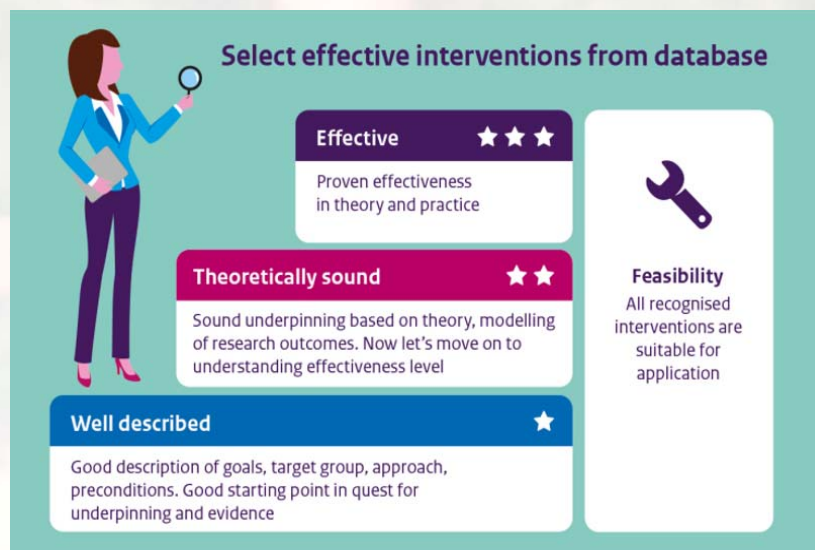 Select effective interventions from database
Effective
Proven effectiveness
in theory and practice
Theoretically sound
Sound underpinning based on theory, modelling
of research outcomes. Now let's move on to
understanding effectiveness level
Well described
Good description of goals, target group, approach,
preconditions. Good starting point in quest for
underpinning and evidence
Feasibility
All recognised
interventions are
suitable for
application